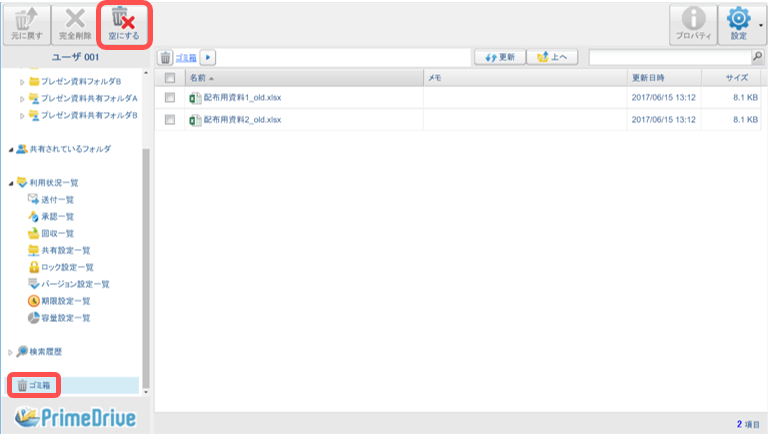 元に戻す
完全削除
空にする
プロパティ
設定
ユーザ 001
プレゼン資料フォルダB
プレゼン資料共有フォルダA
プレゼン資料共有フォルダB
共有されているフォルダ
利用状況一覧
送付一覧
承認一覧
回収一覧
共有設定一覧
ロック設定一覧
バージョン設定一覧
期限設定一覧
容量設定一覧
検索履歴
ゴミ箱
PrimeDrive
ゴミ箱
更新
上へ
名前 メモ 更新日時 サイズ
配布用資料1_old.xlsx 2017/06/15 13:12 8.1 KB
配布用資料2_old.xlsx 2017/06/15 13:12 8.1 KB
2 項目